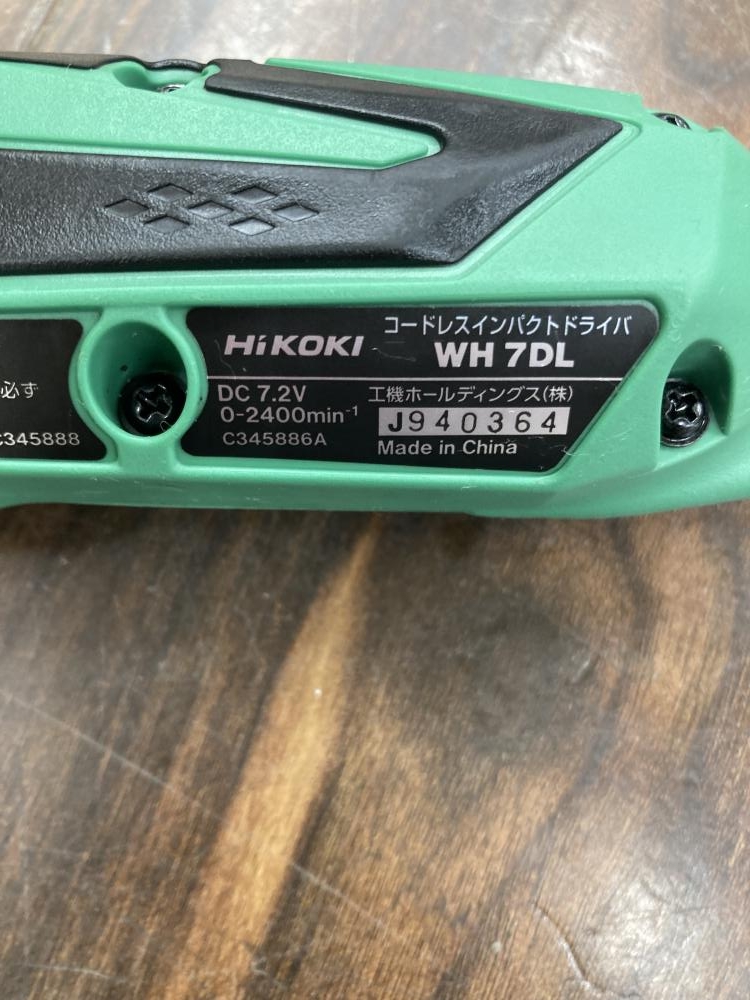 必ず
C345888
HiKOKI
コードレスインパクトドライバ
WH 7DL
DC 7.2V
0-2400min⁻¹
C345886A
工機ホールディングス(株)
J940364
Made in China